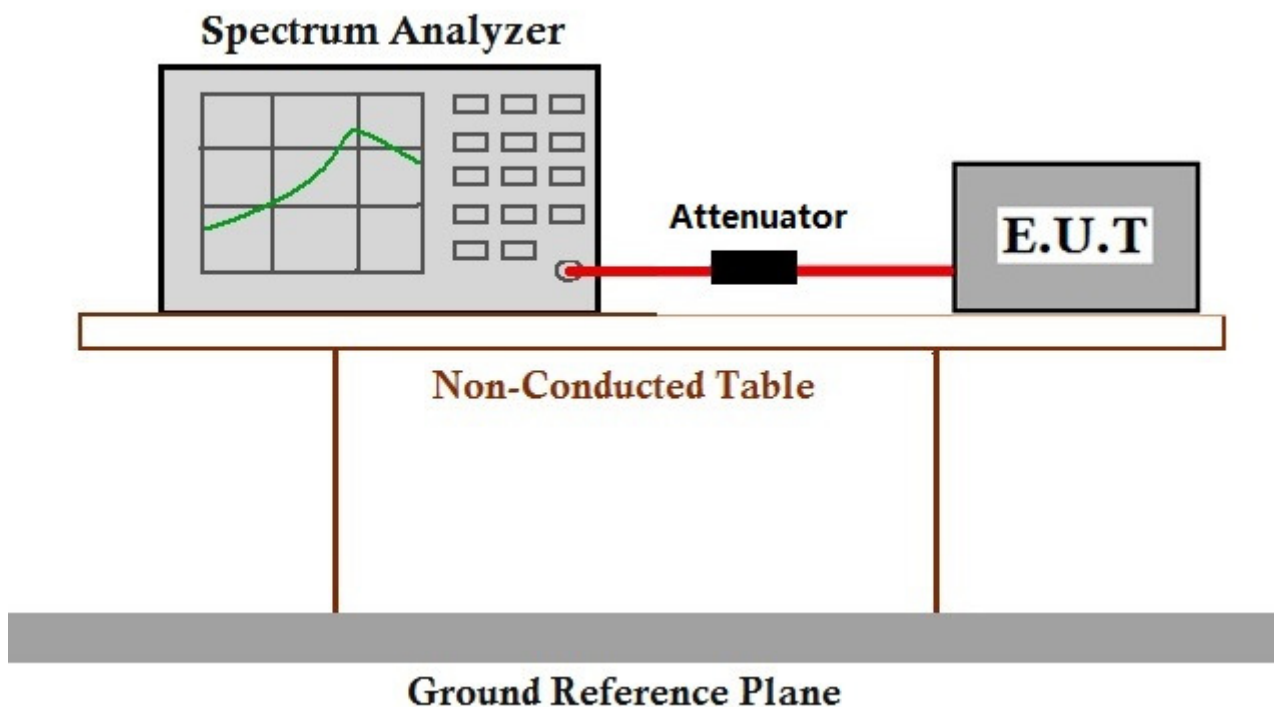 Spectrum Analyzer
Attenuator
E.U.T
Non-Conducted Table
Ground Reference Plane